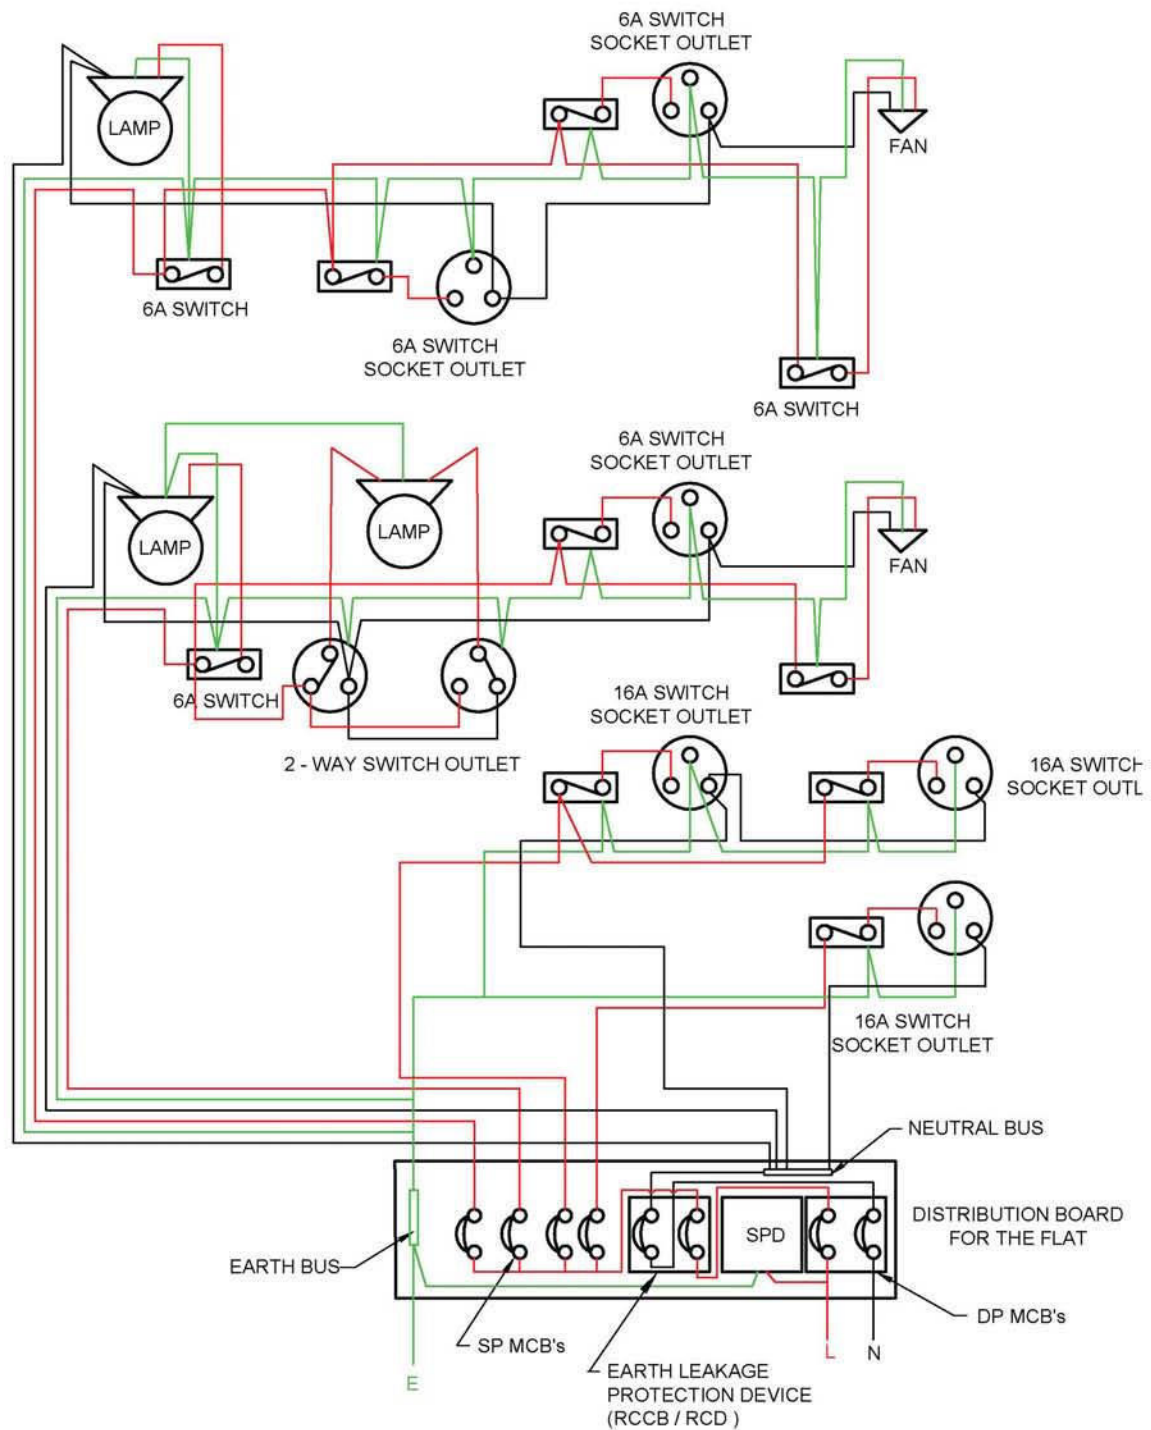 6A SWITCH
SOCKET OUTLET
LAMP
FAN
6A SWITCH
6A SWITCH
SOCKET OUTLET
6A SWITCH
6A SWITCH
SOCKET OUTLET
LAMP
LAMP
FAN
6A SWITCH
16A SWITCH
SOCKET OUTLET
2 - WAY SWITCH OUTLET
16A SWITCH
SOCKET OUTL
16A SWITCH
SOCKET OUTLET
NEUTRAL BUS
DISTRIBUTION BOARD
FOR THE FLAT
SPD
EARTH BUS
DP MCB's
SP MCB's
L
N
E
EARTH LEAKAGE
PROTECTION DEVICE
(RCCB / RCD )